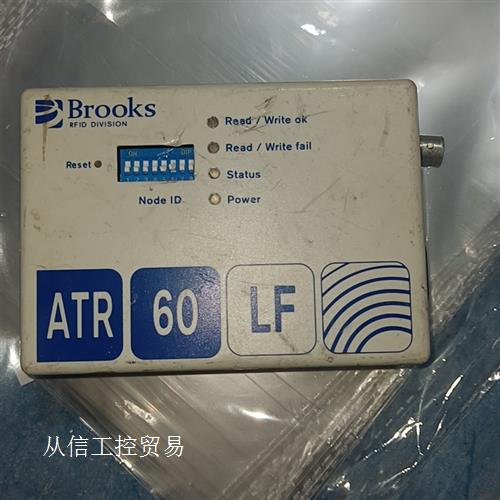 Brooks
RFID DIVISION
Read / Write ok
Read / Write fail
Status
Power
Reset
ON DIP
Node ID
ATR 60 LF
从信工控贸易